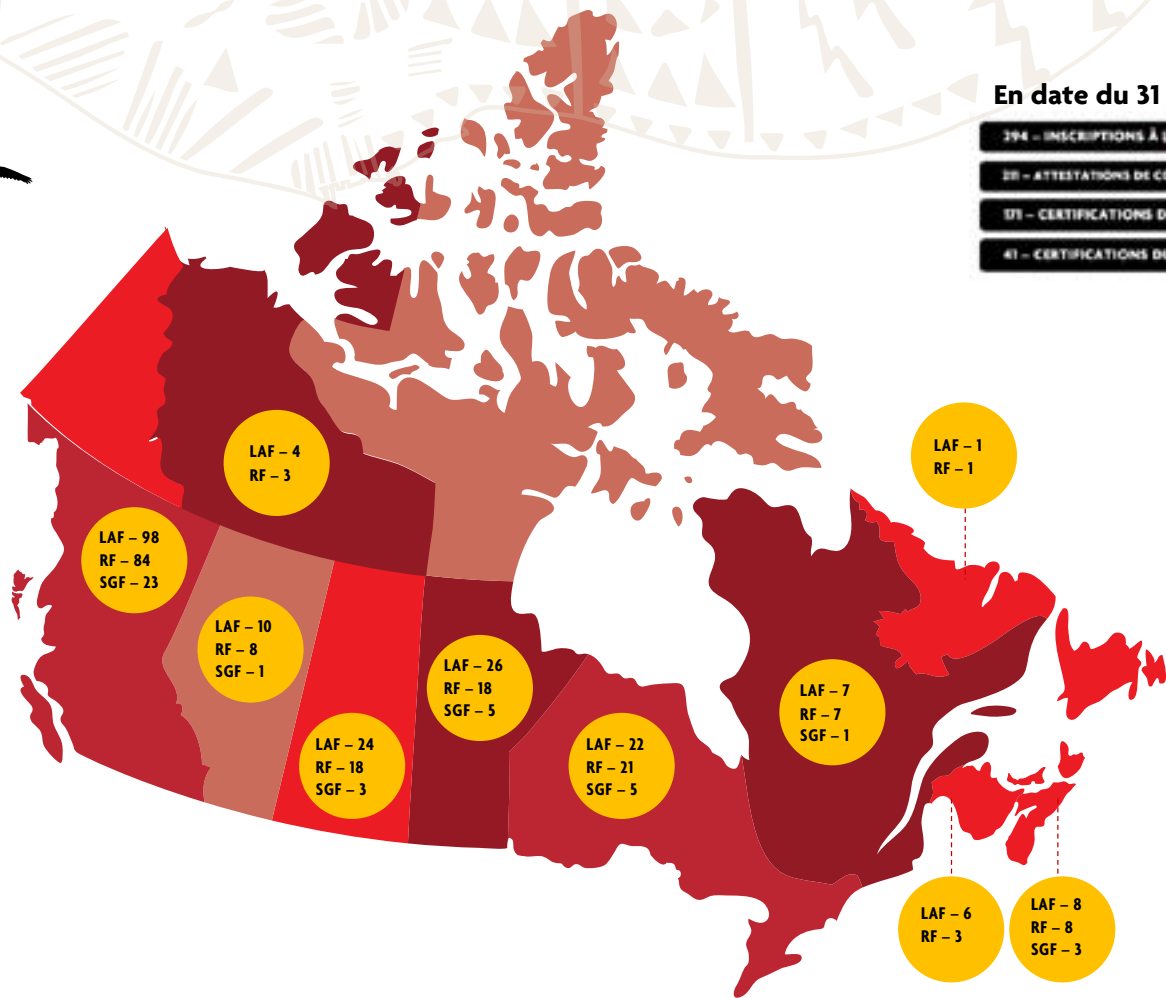 En date du 31
294 – INSCRIPTIONS À
211 – ATTESTATIONS DE
171 – CERTIFICATIONS
41 – CERTIFICATIONS
LAF – 4
RF – 3
LAF – 1
RF – 1
LAF – 98
RF – 84
SGF – 23
LAF – 10
RF – 8
SGF – 1
LAF – 26
RF – 18
SGF – 5
LAF – 7
RF – 7
SGF – 1
LAF – 24
RF – 18
SGF – 3
LAF – 22
RF – 21
SGF – 5
LAF – 6
RF – 3
LAF – 8
RF – 8
SGF – 3